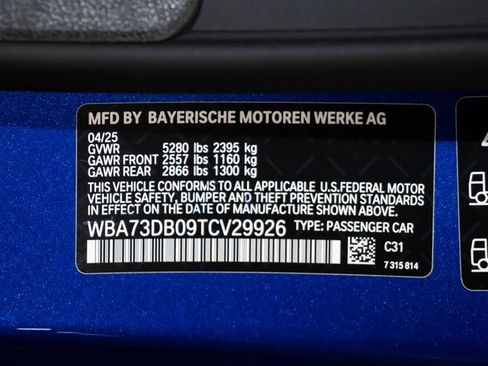 MFD BY BAYERISCHE MOTOREN WERKE AG
04/25
GVWR 5280 lbs 2395 kg
GAWR FRONT 2557 lbs 1160 kg
GAWR REAR 2866 lbs 1300 kg
THIS VEHICLE CONFORMS TO ALL APPLICABLE U.S.FEDERAL MOTOR
VEHICLE SAFETY, BUMPER AND THEFT PREVENTION STANDARDS
IN EFFECT ON THE DATE OF MANUFACTURE SHOWN ABOVE.
WBA73DB09TCV29926 TYPE: PASSENGER CAR
C31
7 315 814